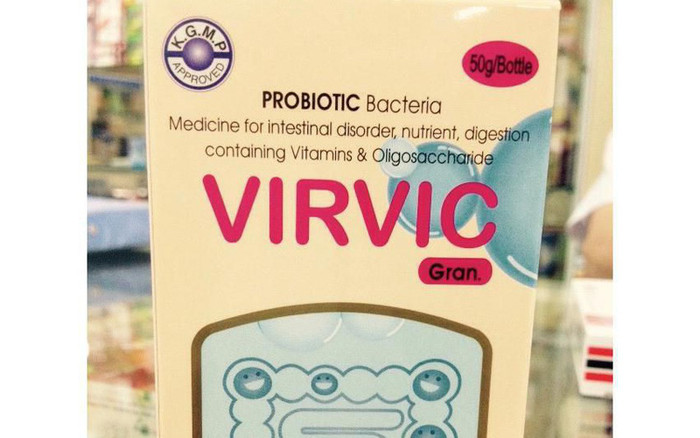 K.G.M.P
APPROVED
50g/Bottle
PROBIOTIC Bacteria
Medicine for intestinal disorder, nutrient, digestion
containing Vitamins & Oligosaccharide
VIRVIC
Gran.